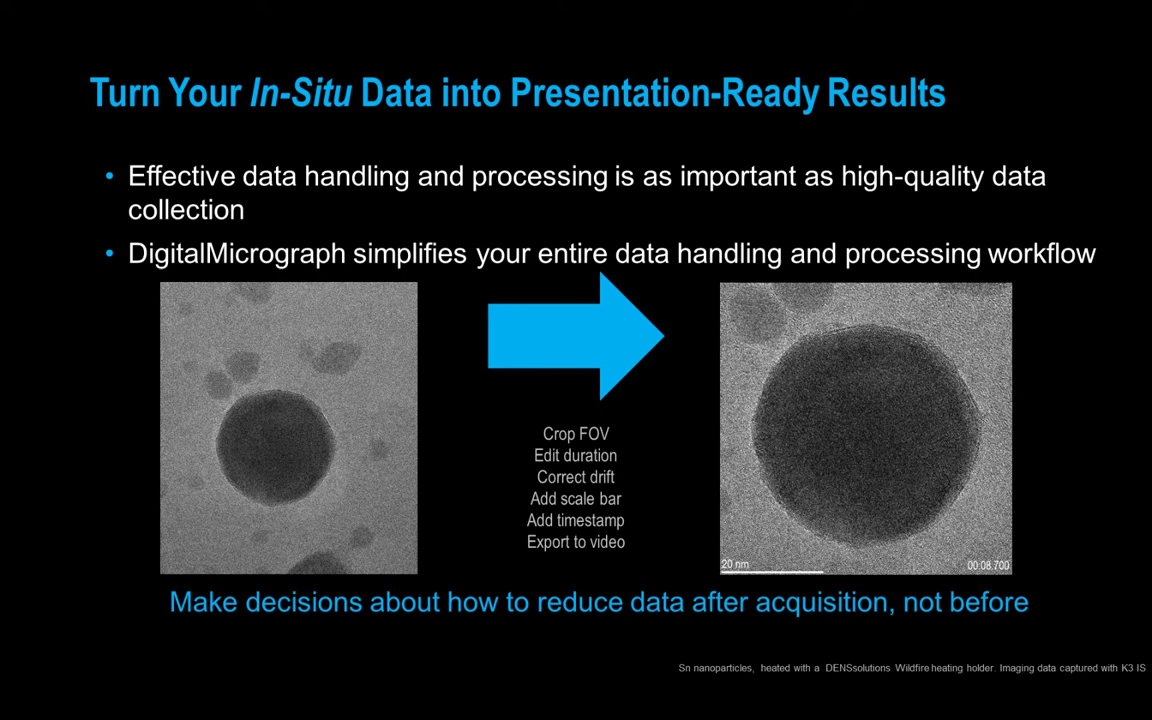 Turn Your In-Situ Data into Presentation-Ready Results
• Effective data handling and processing is as important as high-quality data
collection
• DigitalMicrograph simplifies your entire data handling and processing workflow
Crop FOV
Edit duration
Correct drift
Add scale bar
Add timestamp
Export to video
20 nm
00:08.700
Make decisions about how to reduce data after acquisition, not before
Sn nanoparticles, heated with a DENSsolutions Wildfire heating holder. Imaging data captured with K3 IS